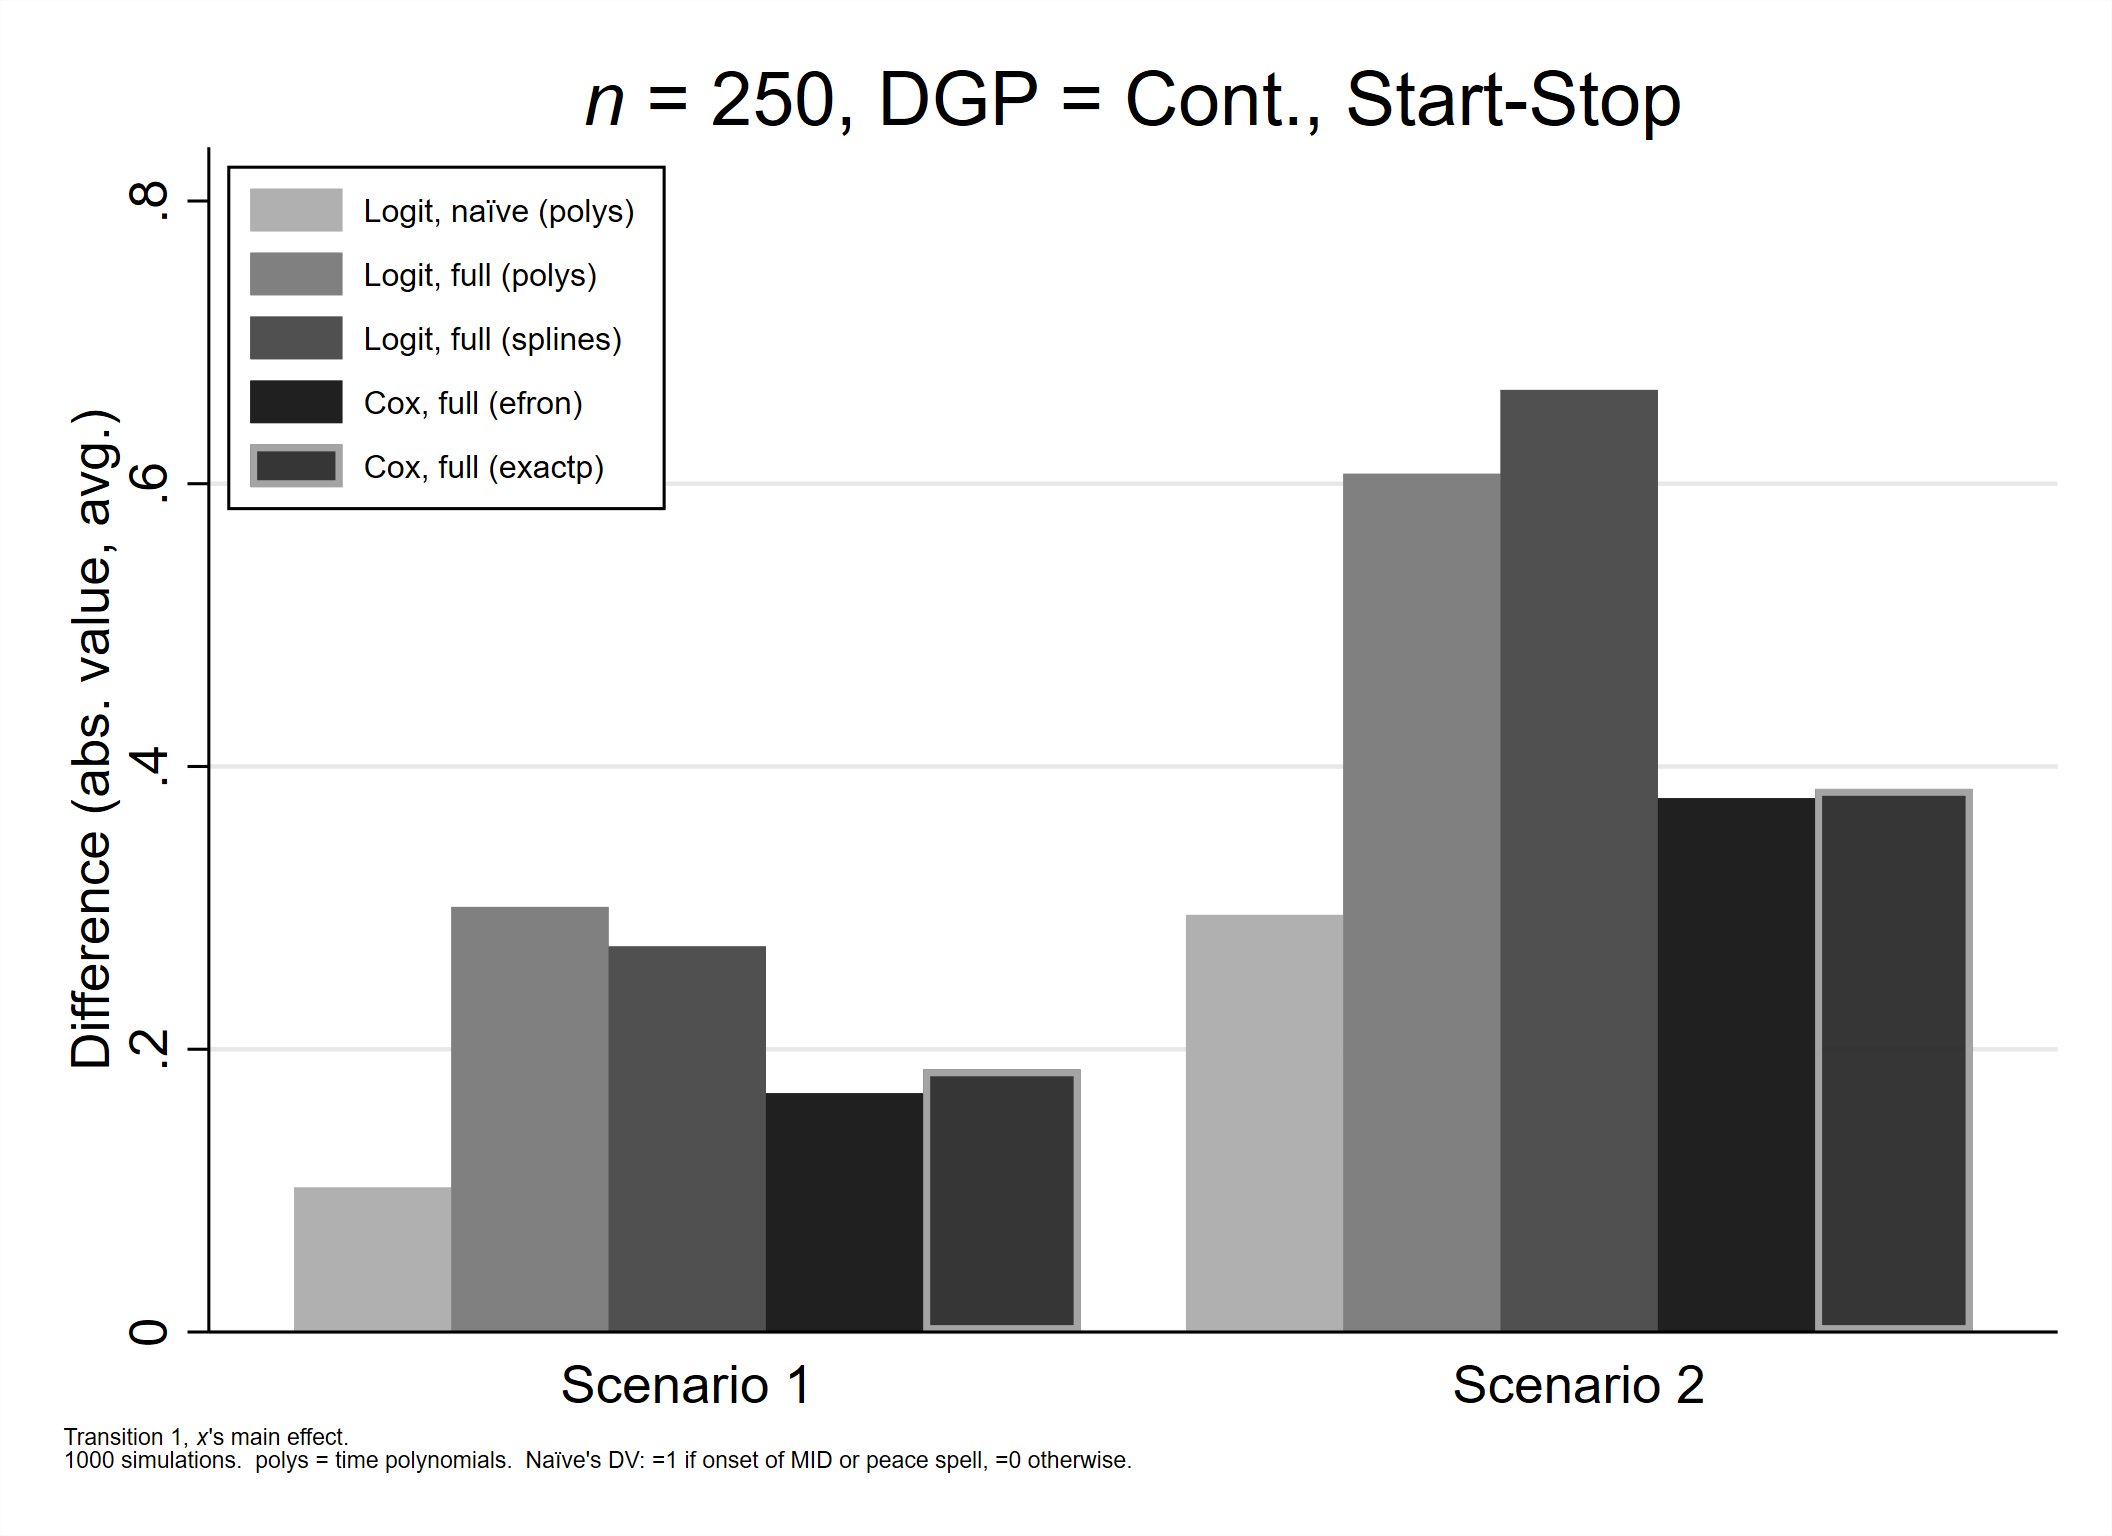 n = 250, DGP = Cont., Start-Stop
Logit, naïve (polys)
Logit, full (polys)
Logit, full (splines)
Cox, full (efron)
Cox, full (exactp)
Difference (abs. value, avg.)
.8
.6
.4
.2
0
Scenario 1
Scenario 2
Transition 1, x's main effect.
1000 simulations.  polys = time polynomials.  Naïve's DV: =1 if onset of MID or peace spell, =0 otherwise.